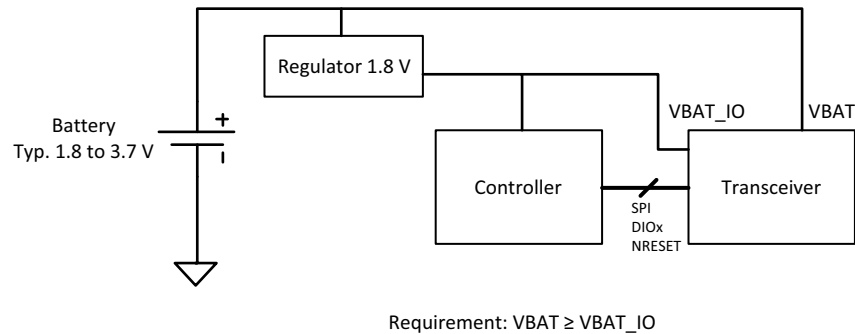 Regulator 1.8 V
Battery
Typ. 1.8 to 3.7 V
+
VBAT_IO
VBAT
Controller
Transceiver
SPI
DIOx
NRESET
Requirement: VBAT ≥ VBAT_IO